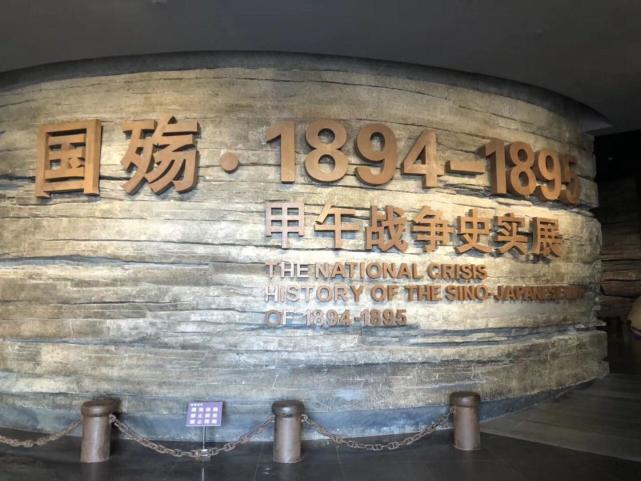 国殇·1894-1895
甲午战争史实展
THE NATIONAL CRISIS
HISTORY OF THE SINO-JAPANESE
OF 1894-1895